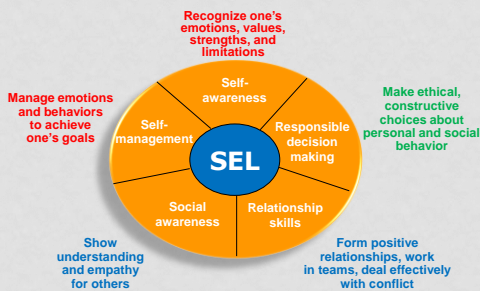 Recognize one's
emotions, values,
strengths, and
limitations
Self-
awareness
Manage emotions
and behaviors
to achieve
one's goals
Self-
management
Responsible
decision
making
Make ethical,
constructive
choices about
personal and social
behavior
SEL
Social
awareness
Relationship
skills
Show
understanding
and empathy
for others
Form positive
relationships, work
in teams, deal effectively
with conflict